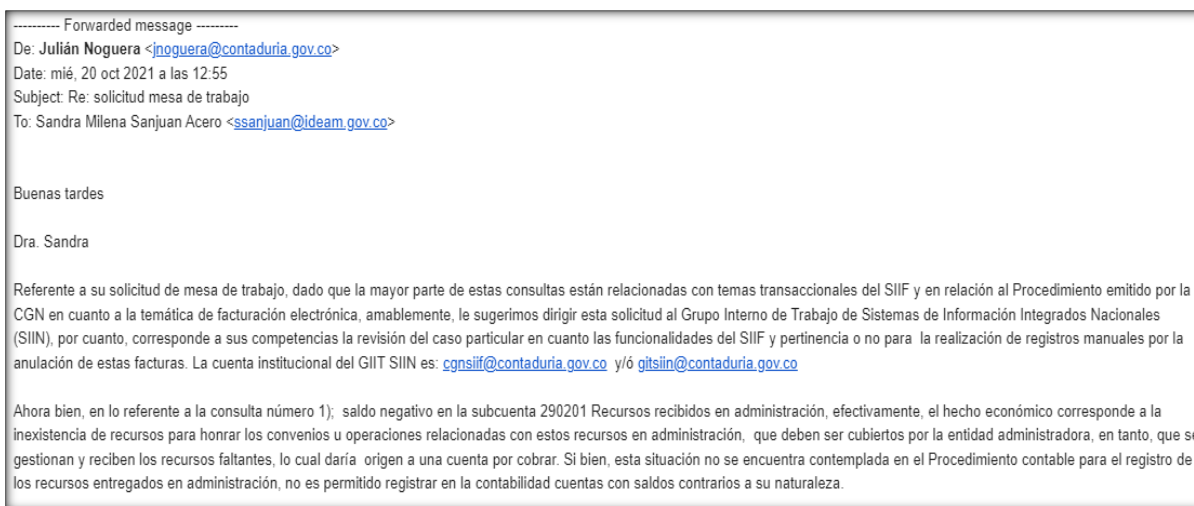 ---------- Forwarded message ---------
De: Julián Noguera <jnoguera@contaduria.gov.co>
Date: mié, 20 oct 2021 a las 12:55
Subject: Re: solicitud mesa de trabajo
To: Sandra Milena Sanjuan Acero <ssanjuan@ideam.gov.co>
Buenas tardes
Dra. Sandra
Referente a su solicitud de mesa de trabajo, dado que la mayor parte de estas consultas están relacionadas con temas transaccionales del SIIF y en relación al Procedimiento emitido por la
CGN en cuanto a la temática de facturación electrónica, amablemente, le sugerimos dirigir esta solicitud al Grupo Interno de Trabajo de Sistemas de Información Integrados Nacionales
(SIIN), por cuanto, corresponde a sus competencias la revisión del caso particular en cuanto las funcionalidades del SIIF y pertinencia o no para la realización de registros manuales por la
anulación de estas facturas. La cuenta institucional del GIIT SIIN es: cgnsiif@contaduria.gov.co y/ó gitsiin@contaduria.gov.co
Ahora bien, en lo referente a la consulta número 1); saldo negativo en la subcuenta 290201 Recursos recibidos en administración, efectivamente, el hecho económico corresponde a la
inexistencia de recursos para honrar los convenios u operaciones relacionadas con estos recursos en administración, que deben ser cubiertos por la entidad administradora, en tanto, que se
gestionan y reciben los recursos faltantes, lo cual daría origen a una cuenta por cobrar. Si bien, esta situación no se encuentra contemplada en el Procedimiento contable para el registro de
los recursos entregados en administración, no es permitido registrar en la contabilidad cuentas con saldos contrarios a su naturaleza.